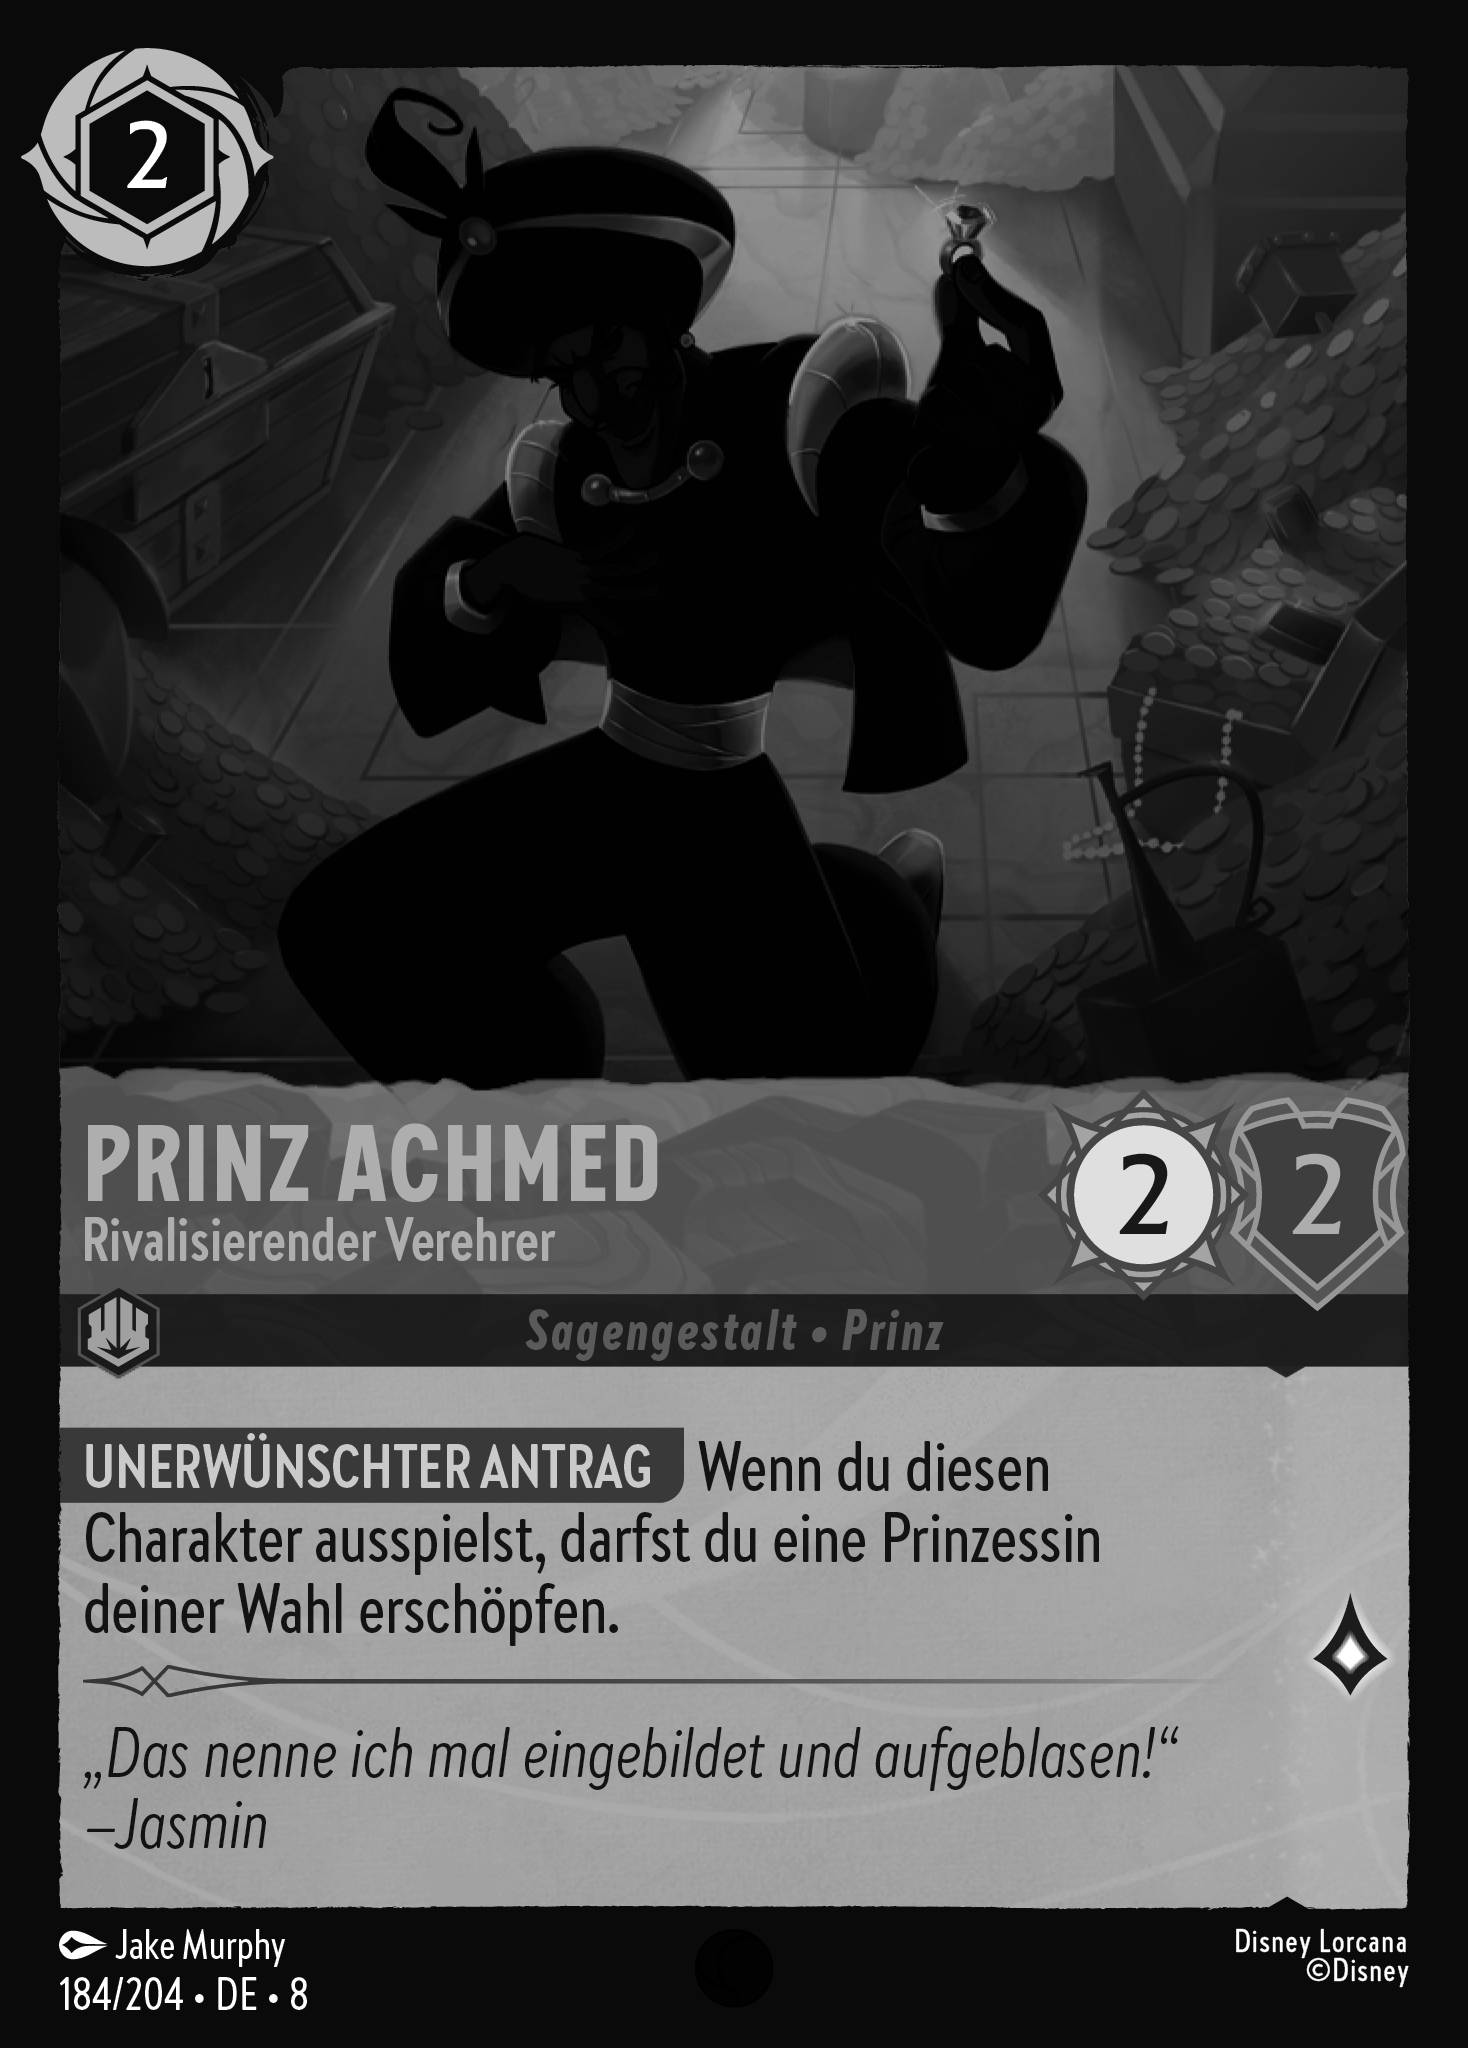 2
PRINZ ACHMED
Rivalisierender Verehrer
2
2
Sagengestalt • Prinz
UNERWÜNSCHTER ANTRAG Wenn du diesen
Charakter ausspielst, darfst du eine Prinzessin
deiner Wahl erschöpfen.
„Das nenne ich mal eingebildet und aufgeblasen!“
–Jasmin
Jake Murphy
184/204 • DE • 8
Disney Lorcana
©Disney